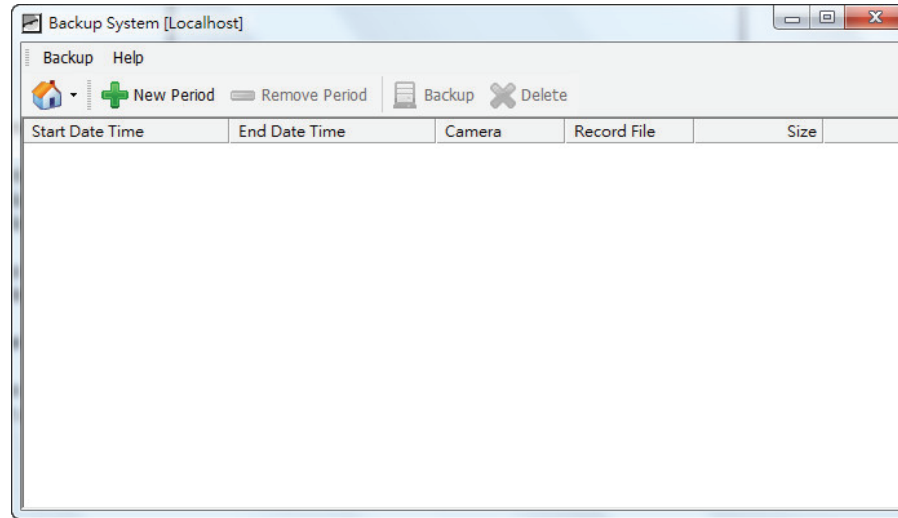 Backup System [Localhost]
Backup Help
New Period Remove Period Backup Delete
Start Date Time End Date Time Camera Record File Size